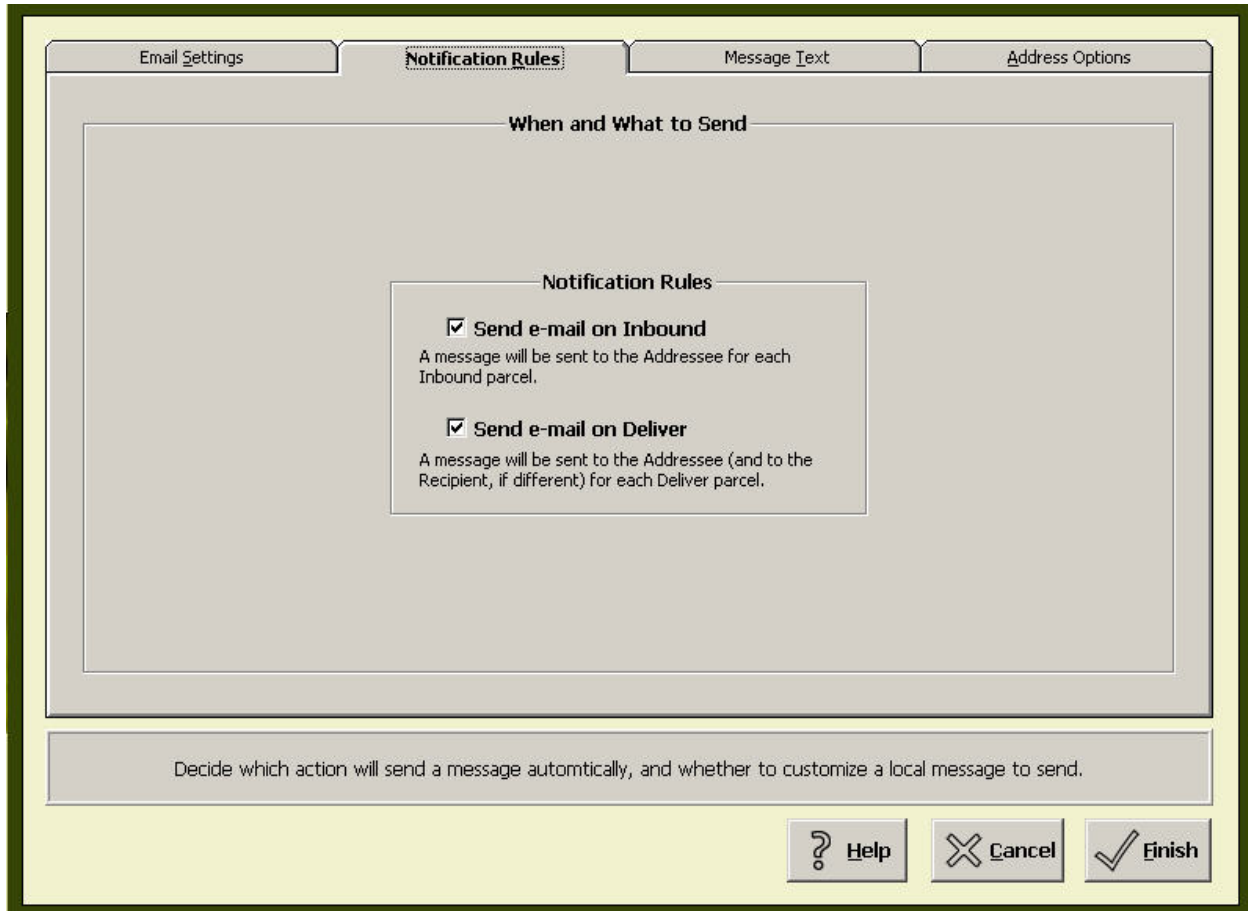 Email Settings
Notification Rules
Message Text
Address Options
When and What to Send
Notification Rules
Send e-mail on Inbound
A message will be sent to the Addressee for each
Inbound parcel.
Send e-mail on Deliver
A message will be sent to the Addressee (and to the
Recipient, if different) for each Deliver parcel.
Decide which action will send a message automtically, and whether to customize a local message to send.
Help
Cancel
Finish